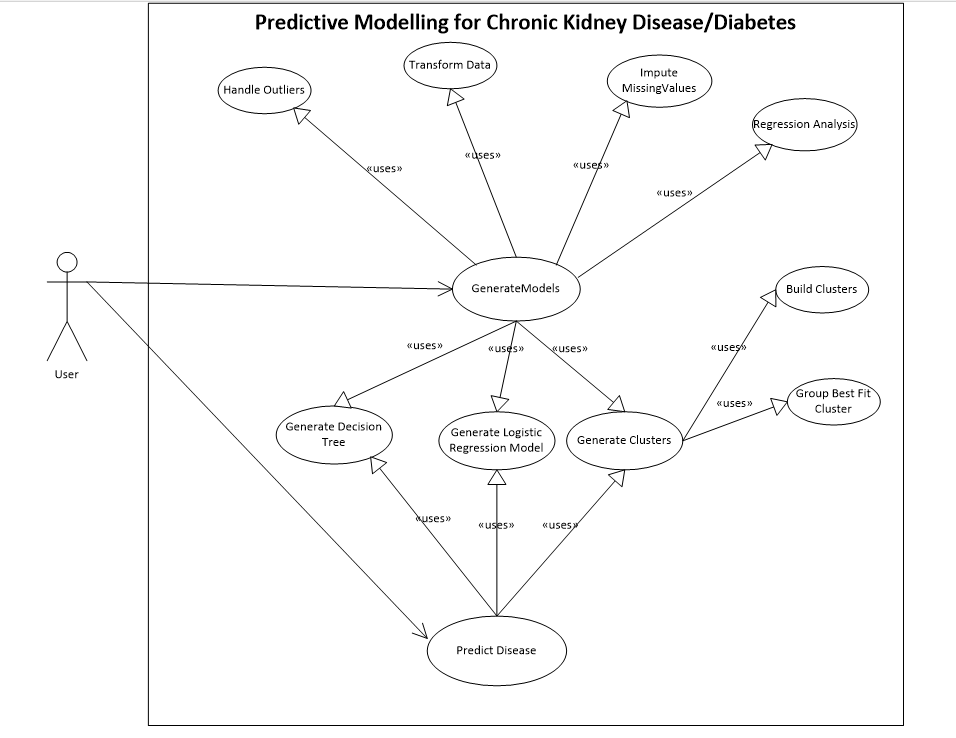 Predictive Modelling for Chronic Kidney Disease/Diabetes
Handle Outliers
Transform Data
Impute
MissingValues
Regression Analysis
«uses»
«uses»
«uses»
«uses»
GenerateModels
Build Clusters
User
«uses»
«uses»
«uses»
«uses»
Group Best Fit
Cluster
«uses»
Generate Decision
Tree
Generate Logistic
Regression Model
Generate Clusters
«uses»
«uses»
«uses»
Predict Disease